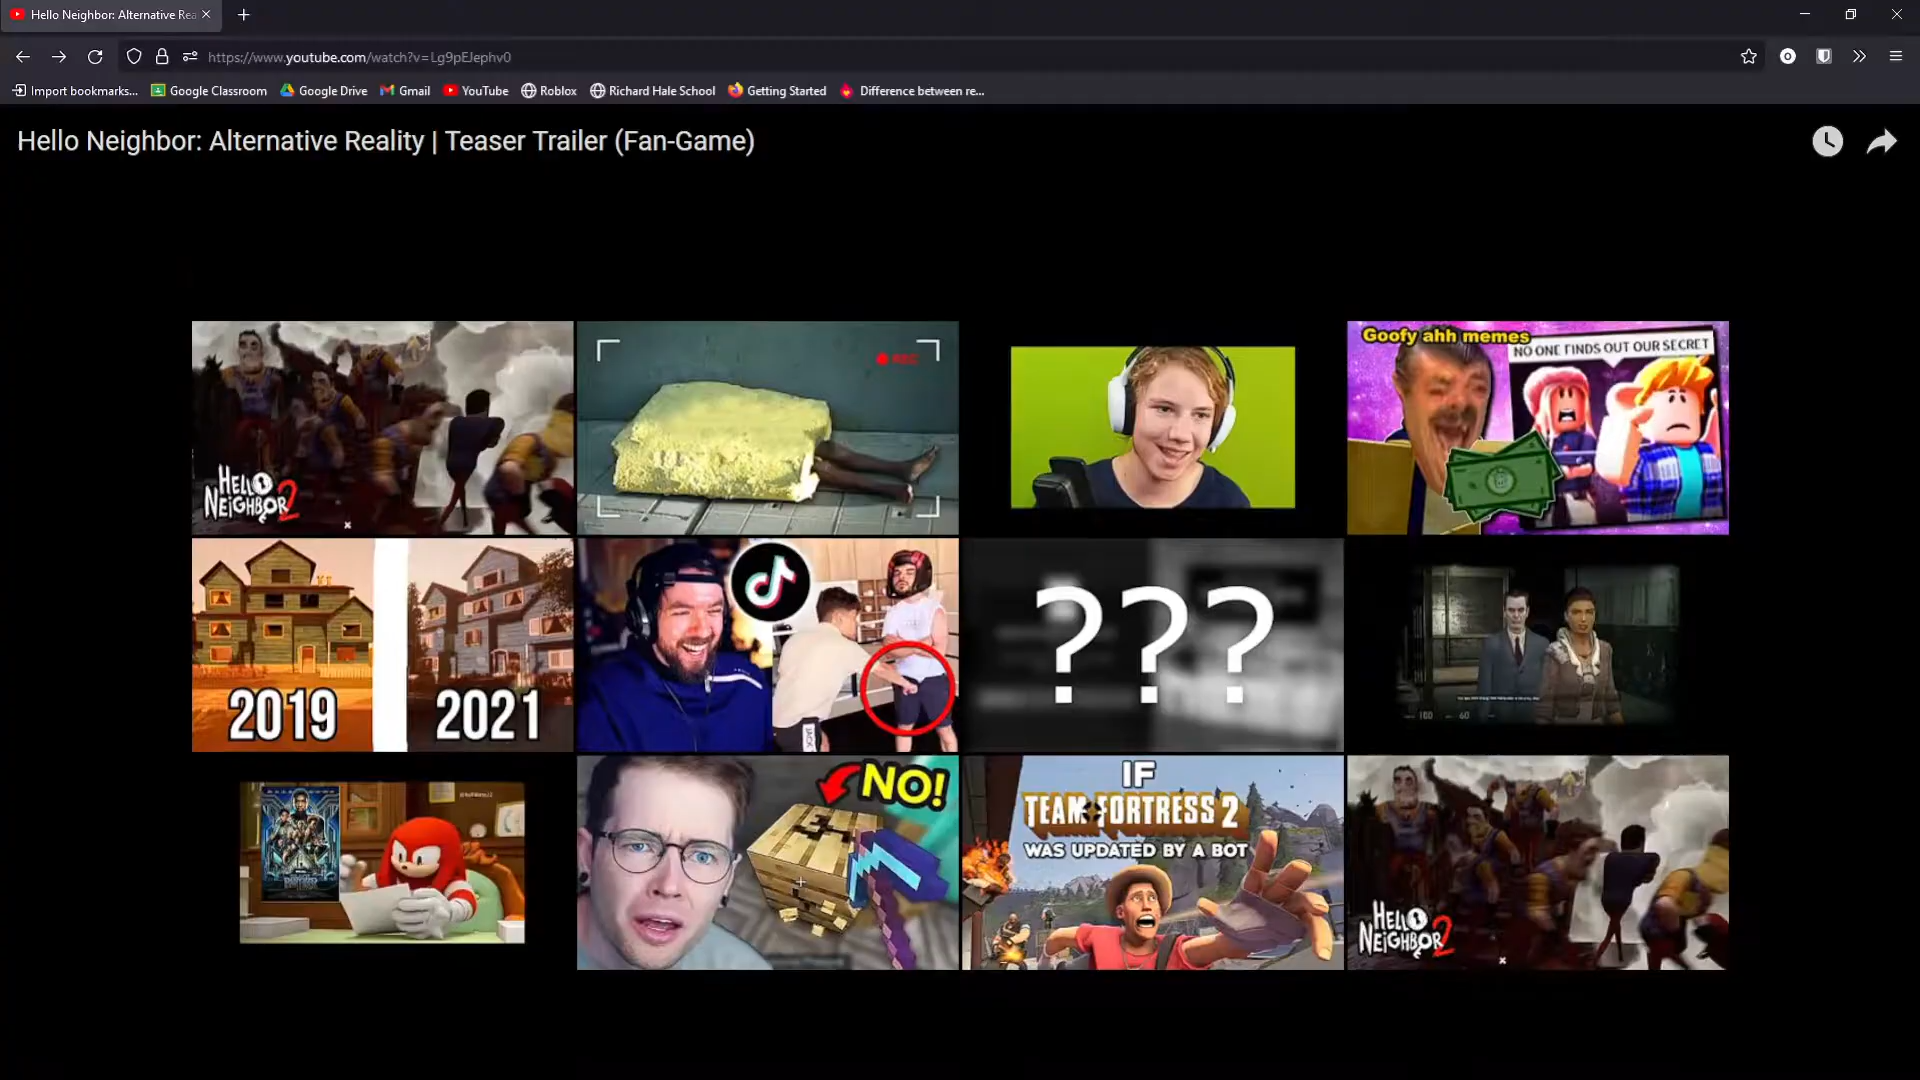 Hello Neighbor: Alternative Rea
https://www.youtube.com/watch?v=Lg9pEJephv0
Import bookmarks...
Google Classroom
Google Drive
Gmail
YouTube
Roblox
Richard Hale School
Getting Started
Difference between re...
Hello Neighbor: Alternative Reality | Teaser Trailer (Fan-Game)
HELLO
NEIGHBOR 2
REC
Goofy ahh memes
NO ONE FINDS OUT OUR SECRET
2019
2021
???
100
60
NO!
IF
TEAM FORTRESS 2
WAS UPDATED BY A BOT
HELLO
NEIGHBOR 2